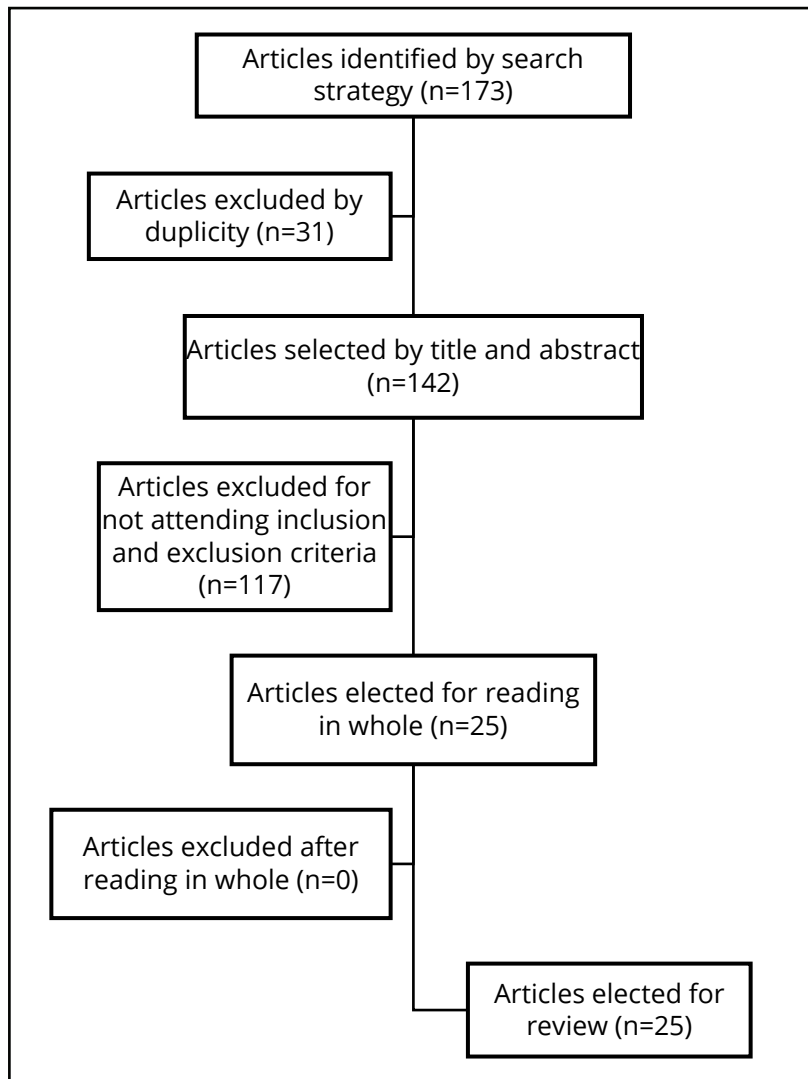 Articles identified by search
strategy (n=173)
Articles excluded by
duplicity (n=31)
Articles selected by title and abstract
(n=142)
Articles excluded for
not attending inclusion
and exclusion criteria
(n=117)
Articles elected for reading
in whole (n=25)
Articles excluded after
reading in whole (n=0)
Articles elected for
review (n=25)